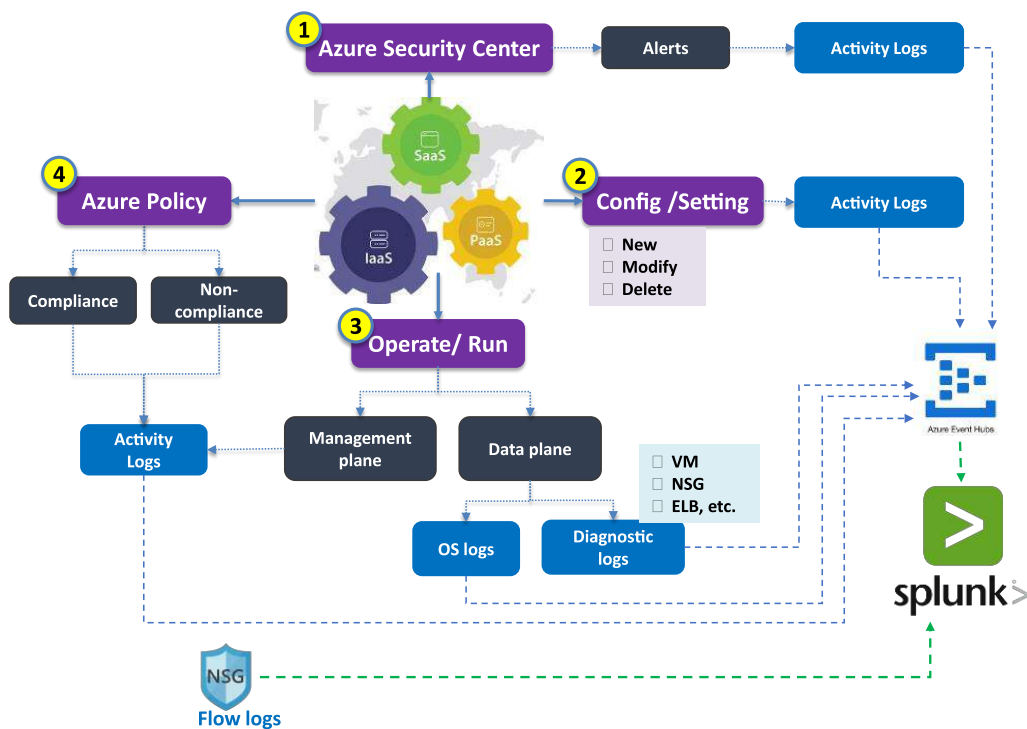 1
Azure Security Center
Alerts
Activity Logs
SaaS
PaaS
IaaS
4
Azure Policy
2
Config /Setting
Activity Logs
New
Modify
Delete
Compliance
Non-
compliance
3
Operate/ Run
Azure Event Hubs
Activity
Logs
Management
plane
Data plane
VM
NSG
ELB, etc.
OS logs
Diagnostic
logs
splunk>
NSG
Flow logs